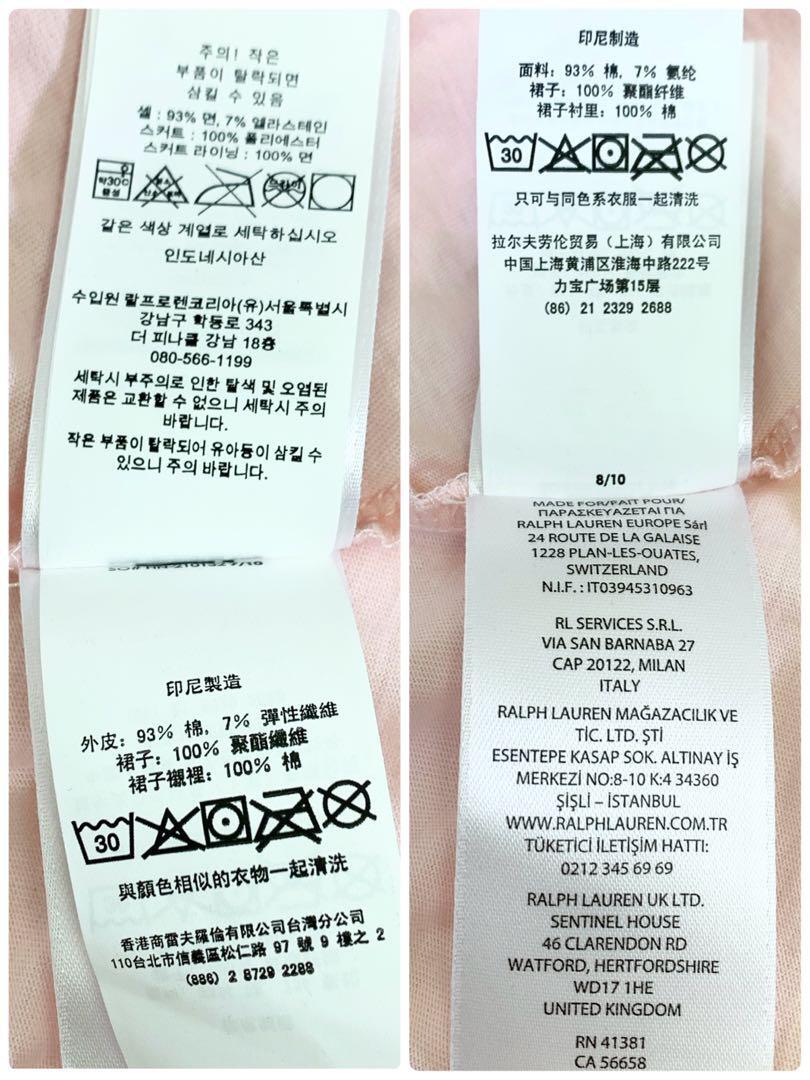 주의! 작은
부품이 탈락되면
삼킬 수 있음
셸 : 93% 면, 7% 엘라스테인
스커트 : 100% 폴리에스터
스커트 라이닝 : 100% 면
약30℃
중성
드라이
같은 색상 계열로 세탁하십시오
인도네시아산
수입원 랄프로렌코리아(유)서울특별시
강남구 학동로 343
더 피나클 강남 18층
080-566-1199
세탁시 부주의로 인한 탈색 및 오염된
제품은 교환할 수 없으니 세탁시 주의
바랍니다.
작은 부품이 탈락되어 유아등이 삼킬 수
있으니 주의 바랍니다.
印尼製造
外皮: 93% 棉, 7% 彈性纖維
裙子: 100% 聚酯纖維
裙子襯裡: 100% 棉
30
與顏色相似的衣物一起清洗
香港商雷夫羅倫有限公司台灣分公司
110台北市信義區松仁路 97 號 9 樓之 2
(886) 2 8729 2288
印尼制造
面料: 93% 棉, 7% 氨纶
裙子: 100% 聚酯纤维
裙子衬里: 100% 棉
30
只可与同色系衣服一起清洗
拉尔夫劳伦贸易（上海）有限公司
中国上海黄浦区淮海中路222号
力宝广场第15层
(86) 21 2329 2688
8/10
MADE FOR/FAIT POUR/
ΠΑΡΑΣΚΕΥΑΖΕΤΑΙ ΓΙΑ
RALPH LAUREN EUROPE Sárl
24 ROUTE DE LA GALAISE
1228 PLAN-LES-OUATES,
SWITZERLAND
N.I.F. : IT03945310963
RL SERVICES S.R.L.
VIA SAN BARNABA 27
CAP 20122, MILAN
ITALY
RALPH LAUREN MAĞAZACILIK VE
TİC. LTD. ŞTİ
ESENTEPE KASAP SOK. ALTINAY İŞ
MERKEZİ NO:8-10 K:4 34360
ŞİŞLİ – İSTANBUL
WWW.RALPHLAUREN.COM.TR
TÜKETİCİ İLETİŞİM HATTI:
0212 345 69 69
RALPH LAUREN UK LTD.
SENTINEL HOUSE
46 CLARENDON RD
WATFORD, HERTFORDSHIRE
WD17 1HE
UNITED KINGDOM
RN 41381
CA 56658